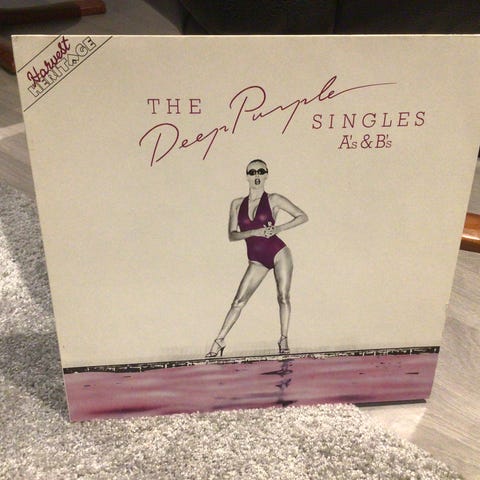 Harvest
HERITAGE
THE Deep Purple SINGLES
A's & B's